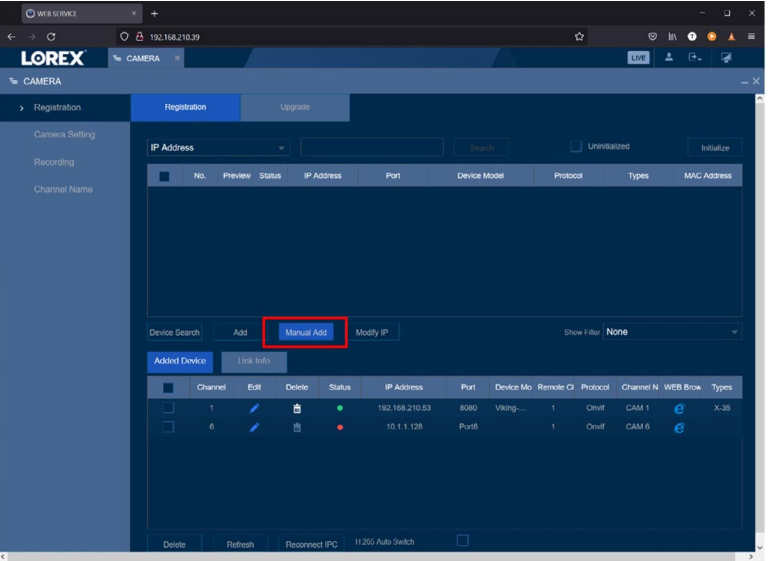 WEB SERVICE
192.168.210.39
LOREX CAMERA LIVE
CAMERA
Registration
Camera Setting
Recording
Channel Name
Registration Upgrade
IP Address Search Uninitialized Initialize
No. Preview Status IP Address Port Device Model Protocol Types MAC Address
Device Search Add Manual Add Modify IP Show Filter None
Added Device Link Info
Channel Edit Delete Status IP Address Port Device Mo Remote Cl Protocol Channel N WEB Brow Types
1 192.168.210.53 8080 Viking-... 1 Onvif CAM 1 X-35
6 10.1.1.128 Port6 1 Onvif CAM 6
Delete Refresh Reconnect IPC H.265 Auto Switch